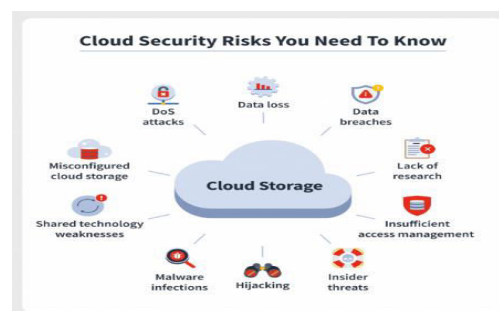 Cloud Security Risks You Need To Know
Data loss
DoS
attacks
Data
breaches
Misconfigured
cloud storage
Lack of
research
Cloud Storage
Shared technology
weaknesses
Insufficient
access management
Malware
infections
Hijacking
Insider
threats